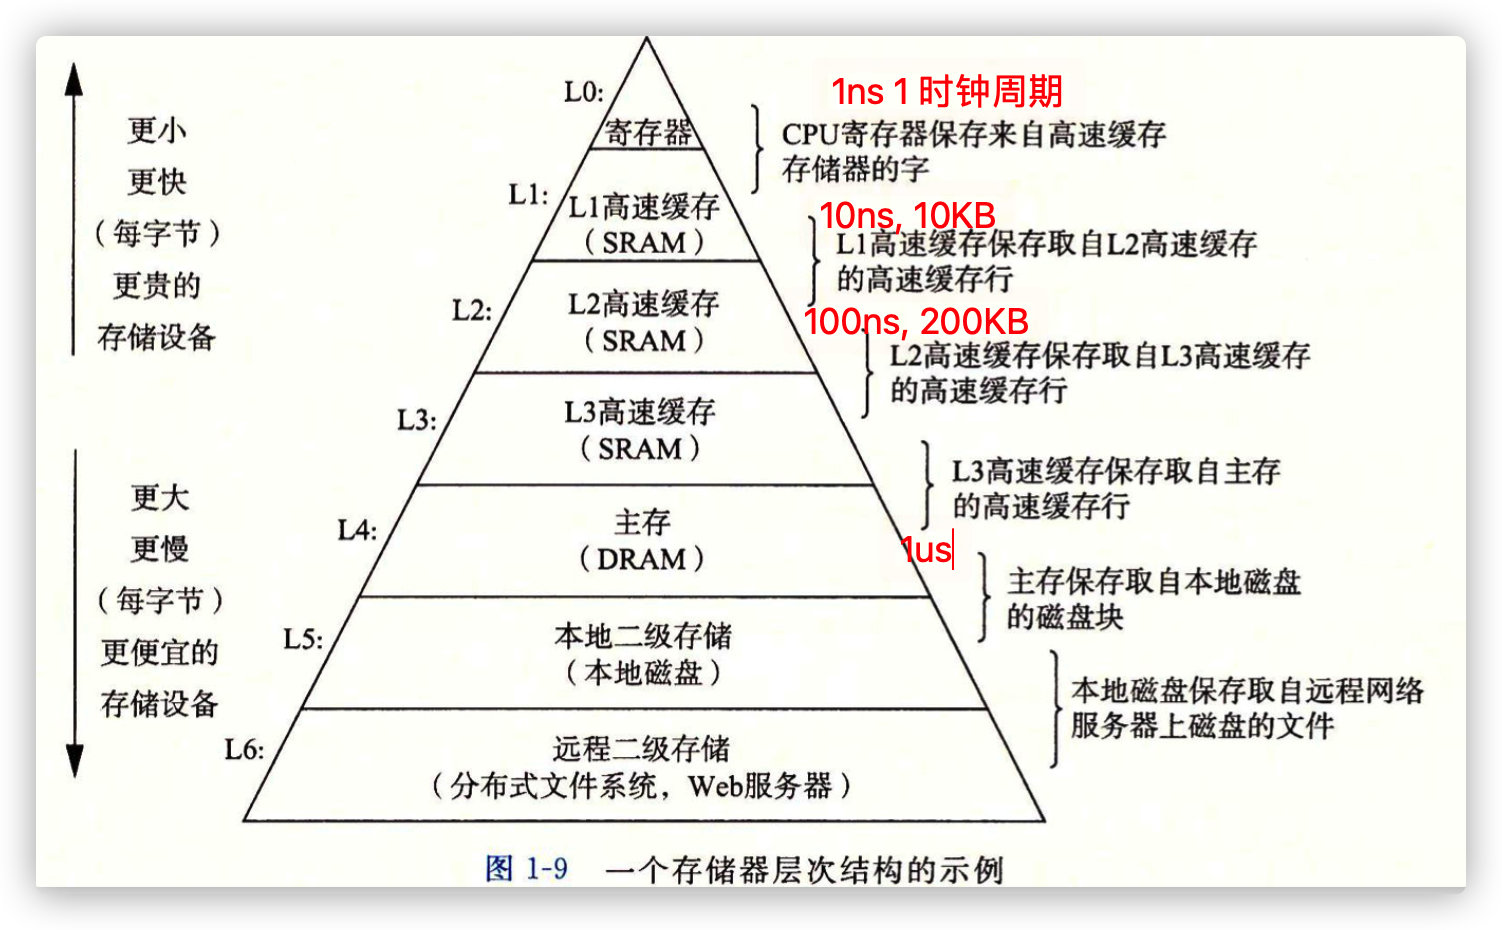 L0:
寄存器
1ns 1 时钟周期
CPU寄存器保存来自高速缓存
存储器的字
更小
更快
（每字节）
更贵的
存储设备
L1:
L1高速缓存
（SRAM）
10ns, 10KB
L1高速缓存保存取自L2高速缓存
的高速缓存行
L2:
L2高速缓存
（SRAM）
100ns, 200KB
L2高速缓存保存取自L3高速缓存
的高速缓存行
L3:
L3高速缓存
（SRAM）
L3高速缓存保存取自主存
的高速缓存行
更大
更慢
（每字节）
更便宜的
存储设备
L4:
主存
（DRAM）
1us
主存保存取自本地磁盘
的磁盘块
L5:
本地二级存储
（本地磁盘）
本地磁盘保存取自远程网络
服务器上磁盘的文件
L6:
远程二级存储
（分布式文件系统，Web服务器）
图 1-9 一个存储器层次结构的示例